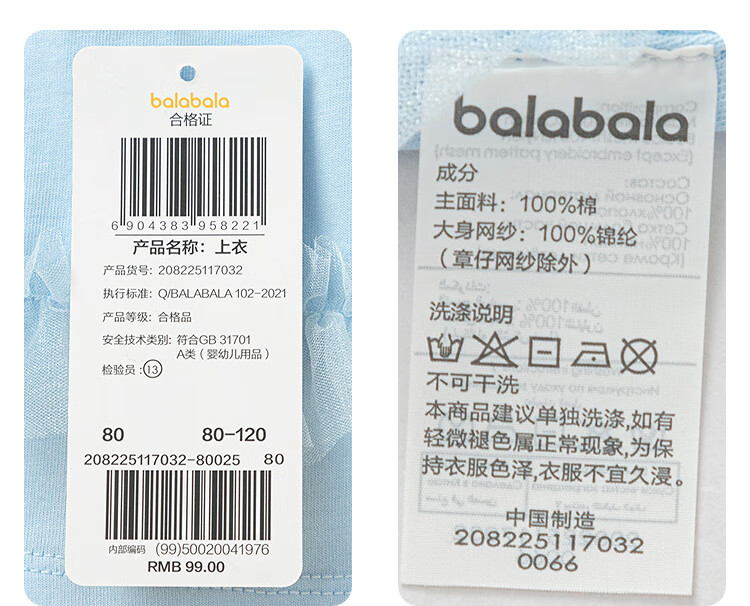 balabala
合格证
6 904383 958221
产品名称：上衣
产品货号：208225117032
执行标准：Q/BALABALA 102-2021
产品等级：合格品
安全技术类别：符合GB 31701
A类（婴幼儿用品）
检验员：13
80 80-120
208225117032-80025 80
内部编码 (99)50020041976
RMB 99.00
balabala
成分
主面料：100%棉
大身网纱：100%锦纶
（章仔网纱除外）
洗涤说明
不可干洗
本商品建议单独洗涤,如有
轻微褪色属正常现象,为保
持衣服色泽,衣服不宜久浸。
中国制造
208225117032
0066